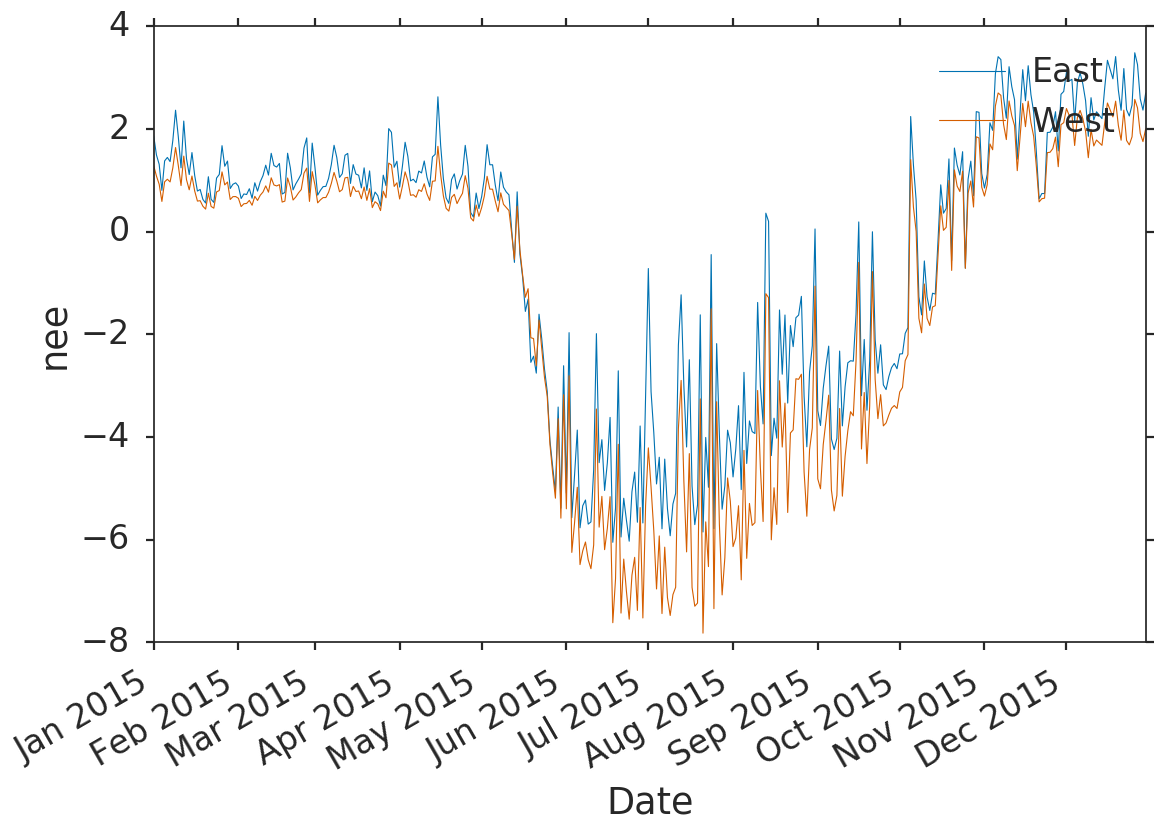 4
2
0
−2
−4
−6
−8
nee
East
West
Jan 2015
Feb 2015
Mar 2015
Apr 2015
May 2015
Jun 2015
Jul 2015
Aug 2015
Sep 2015
Oct 2015
Nov 2015
Dec 2015
Date